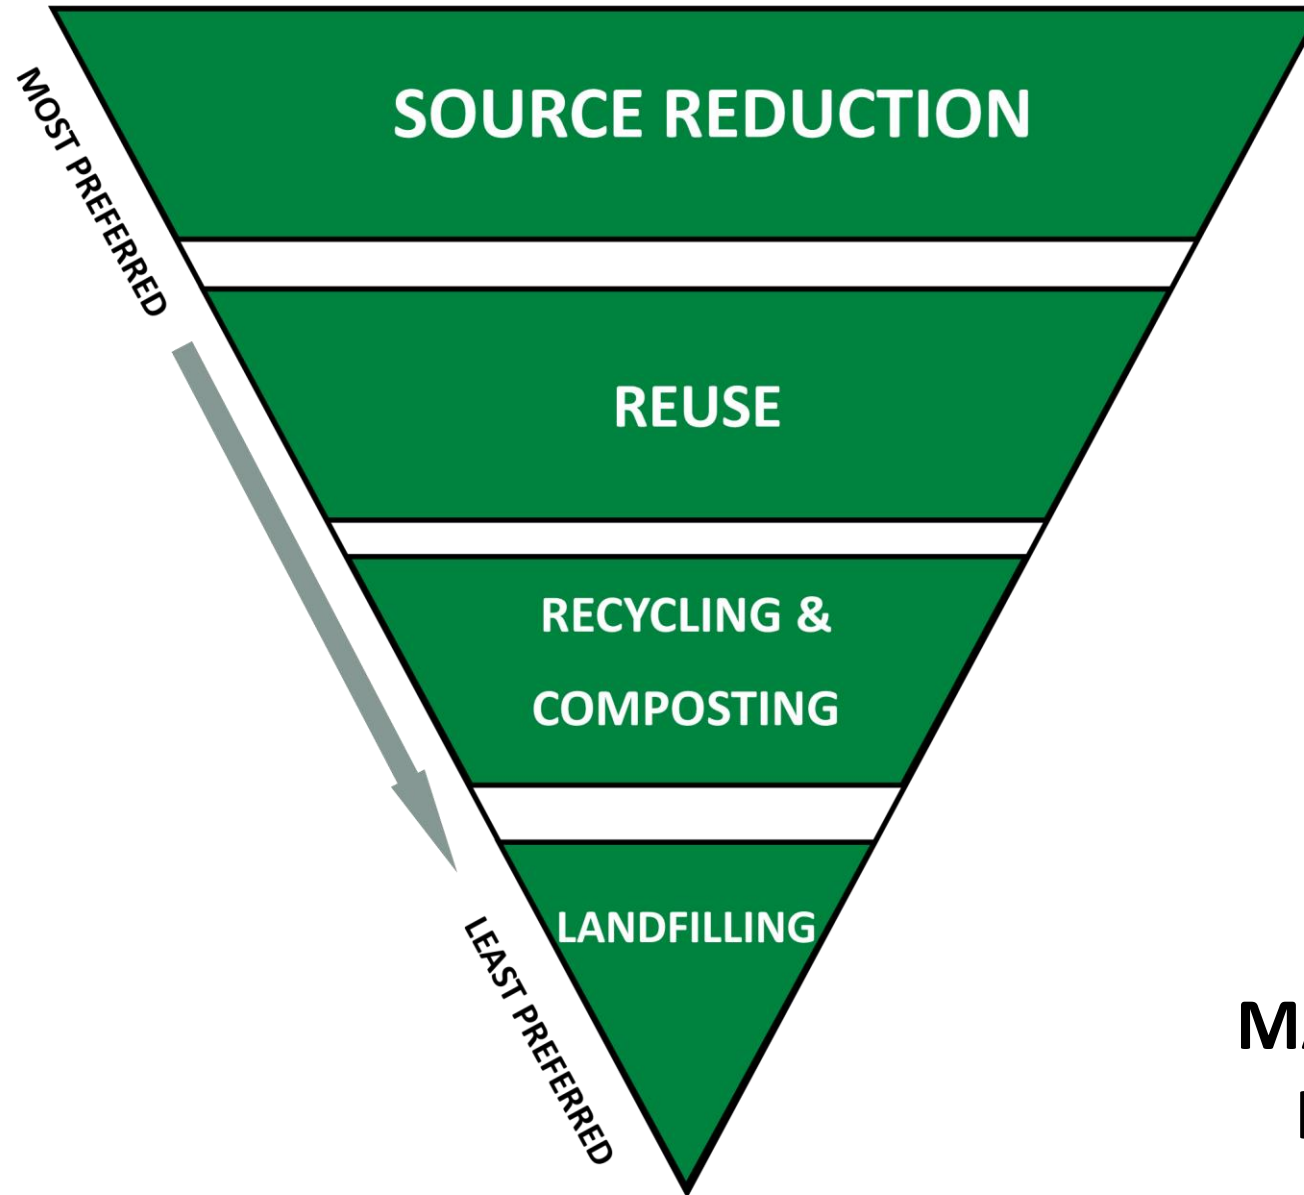 SOURCE REDUCTION
MOST PREFERRED
REUSE
RECYCLING &
COMPOSTING
LANDFILLING
LEAST PREFERRED